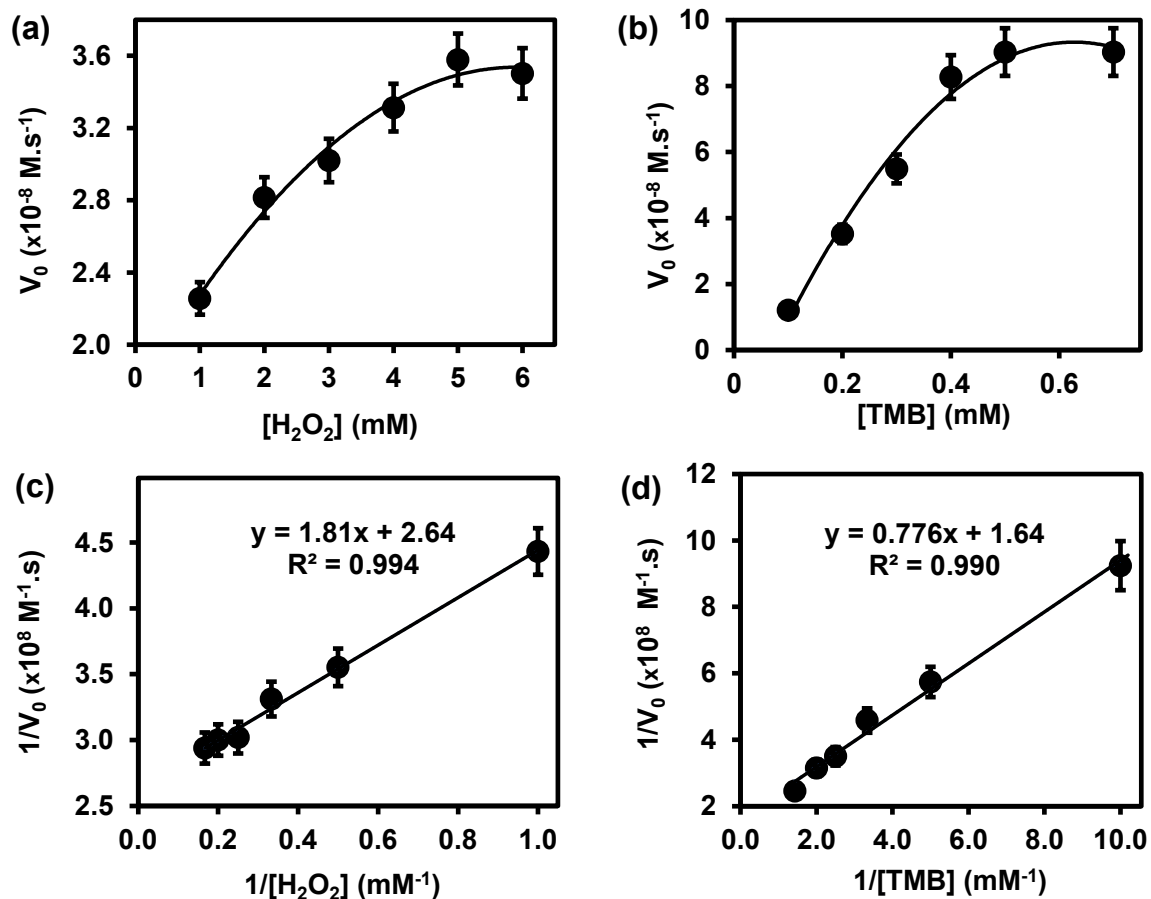 (a)
3.6
3.2
2.8
2.4
2.0
V₀ (x10⁻⁸ M.s⁻¹)
0 1 2 3 4 5 6
[H₂O₂] (mM)
(b)
10
8
6
4
2
0
V₀ (x10⁻⁸ M.s⁻¹)
0 0.2 0.4 0.6
[TMB] (mM)
(c)
y = 1.81x + 2.64
R² = 0.994
4.5
4.0
3.5
3.0
2.5
1/V₀ (x10⁸ M⁻¹.s)
0.0 0.2 0.4 0.6 0.8 1.0
1/[H₂O₂] (mM⁻¹)
(d)
y = 0.776x + 1.64
R² = 0.990
12
10
8
6
4
2
1/V₀ (x10⁸ M⁻¹.s)
0.0 2.0 4.0 6.0 8.0 10.0
1/[TMB] (mM⁻¹)